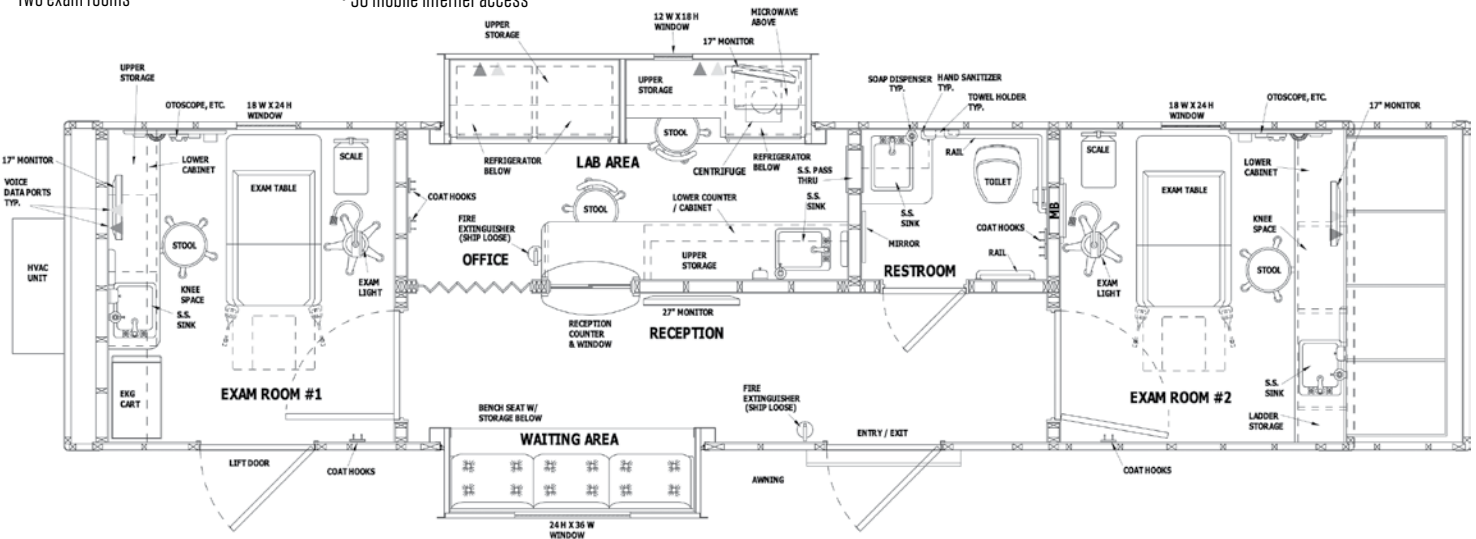 Two exam rooms
• 5G mobile internet access
12 W X 18 H
WINDOW
MICROWAVE
ABOVE
UPPER
STORAGE
17" MONITOR
UPPER
STORAGE
SOAP DISPENSER
TYP.
HAND SANITIZER
TYP.
TOWEL HOLDER
TYP.
UPPER
STORAGE
OTOSCOPE, ETC.
18 W X 24 H
WINDOW
18 W X 24 H
WINDOW
OTOSCOPE, ETC.
17" MONITOR
17" MONITOR
VOICE
DATA PORTS
TYP.
LOWER
CABINET
SCALE
STOOL
REFRIGERATOR
BELOW
LAB AREA
CENTRIFUGE
REFRIGERATOR
BELOW
S.S. PASS
THRU
RAIL
TOILET
SCALE
LOWER
CABINET
EXAM TABLE
COAT HOOKS
STOOL
LOWER COUNTER
/ CABINET
S.S.
SINK
S.S.
SINK
MB
EXAM TABLE
KNEE
SPACE
FIRE
EXTINGUISHER
(SHIP LOOSE)
COAT HOOKS
STOOL
HVAC
UNIT
OFFICE
UPPER
STORAGE
MIRROR
RESTROOM
RAIL
STOOL
KNEE
SPACE
S.S.
SINK
EXAM
LIGHT
EXAM
LIGHT
27" MONITOR
RECEPTION
COUNTER
& WINDOW
RECEPTION
EKG
CART
EXAM ROOM #1
FIRE
EXTINGUISHER
(SHIP LOOSE)
EXAM ROOM #2
S.S.
SINK
BENCH SEAT W/
STORAGE BELOW
WAITING AREA
ENTRY / EXIT
LADDER
STORAGE
LIFT DOOR
COAT HOOKS
AWNING
COAT HOOKS
24 H X 36 W
WINDOW